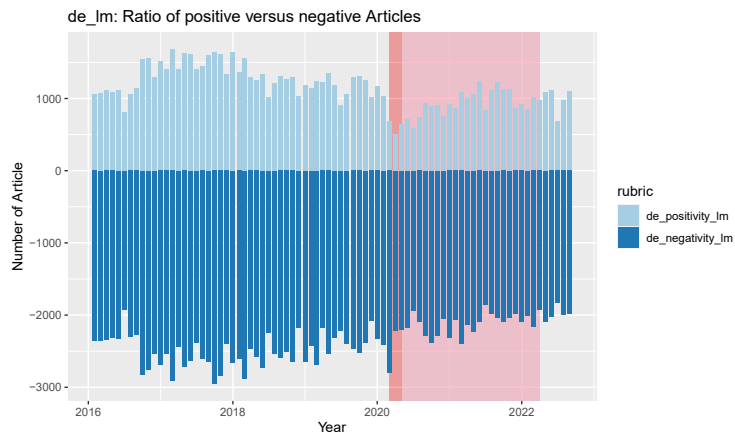 de_lm: Ratio of positive versus negative Articles
Number of Article
1000
0
−1000
−2000
−3000
2016
2018
2020
2022
Year
rubric
de_positivity_lm
de_negativity_lm